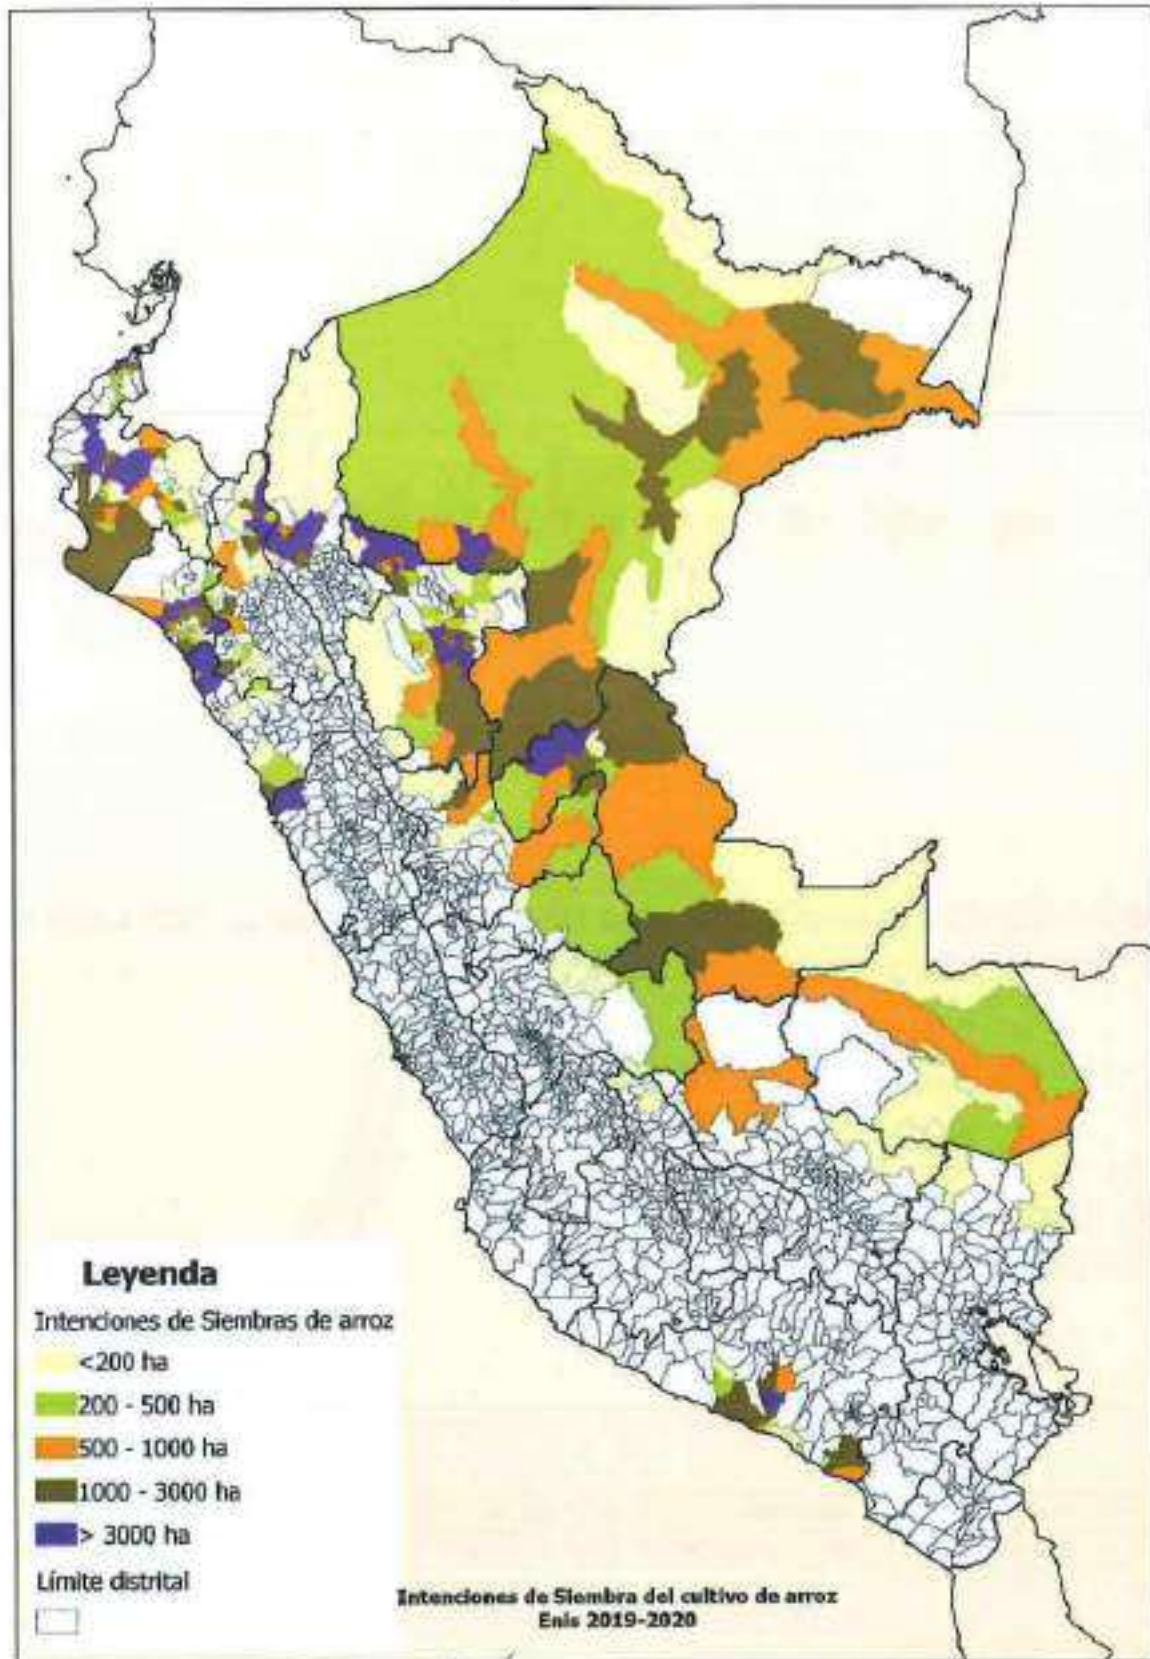 Leyenda
Intenciones de Siembras de arroz
<200 ha
200 - 500 ha
500 - 1000 ha
1000 - 3000 ha
> 3000 ha
Límite distrital
Intenciones de Siembra del cultivo de arroz
Enis 2019-2020